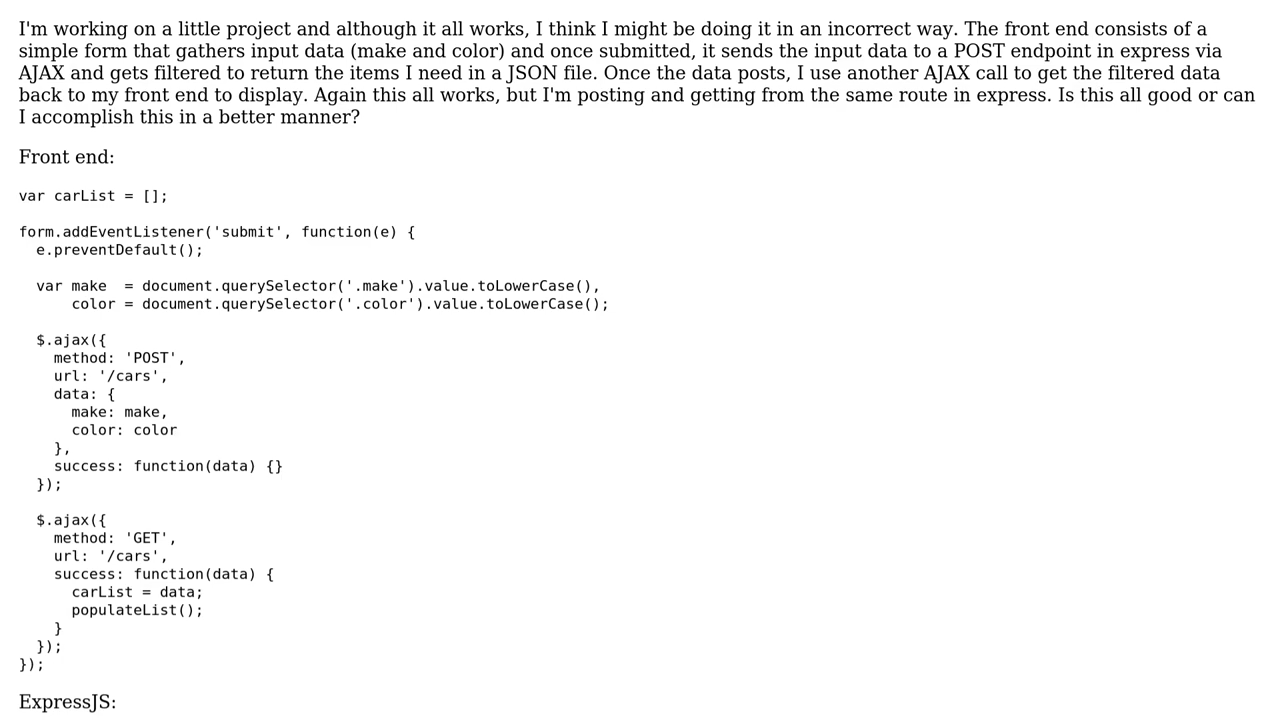 I'm working on a little project and although it all works, I think I might be doing it in an incorrect way. The front end consists of a
simple form that gathers input data (make and color) and once submitted, it sends the input data to a POST endpoint in express via
AJAX and gets filtered to return the items I need in a JSON file. Once the data posts, I use another AJAX call to get the filtered data
back to my front end to display. Again this all works, but I'm posting and getting from the same route in express. Is this all good or can
I accomplish this in a better manner?
Front end:
var carList = [];
form.addEventListener('submit', function(e) {
  e.preventDefault();
  var make  = document.querySelector('.make').value.toLowerCase(),
      color = document.querySelector('.color').value.toLowerCase();
  $.ajax({
    method: 'POST',
    url: '/cars',
    data: {
      make: make,
      color: color
    },
    success: function(data) {}
  });
  $.ajax({
    method: 'GET',
    url: '/cars',
    success: function(data) {
      carList = data;
      populateList();
    }
  });
});
ExpressJS: